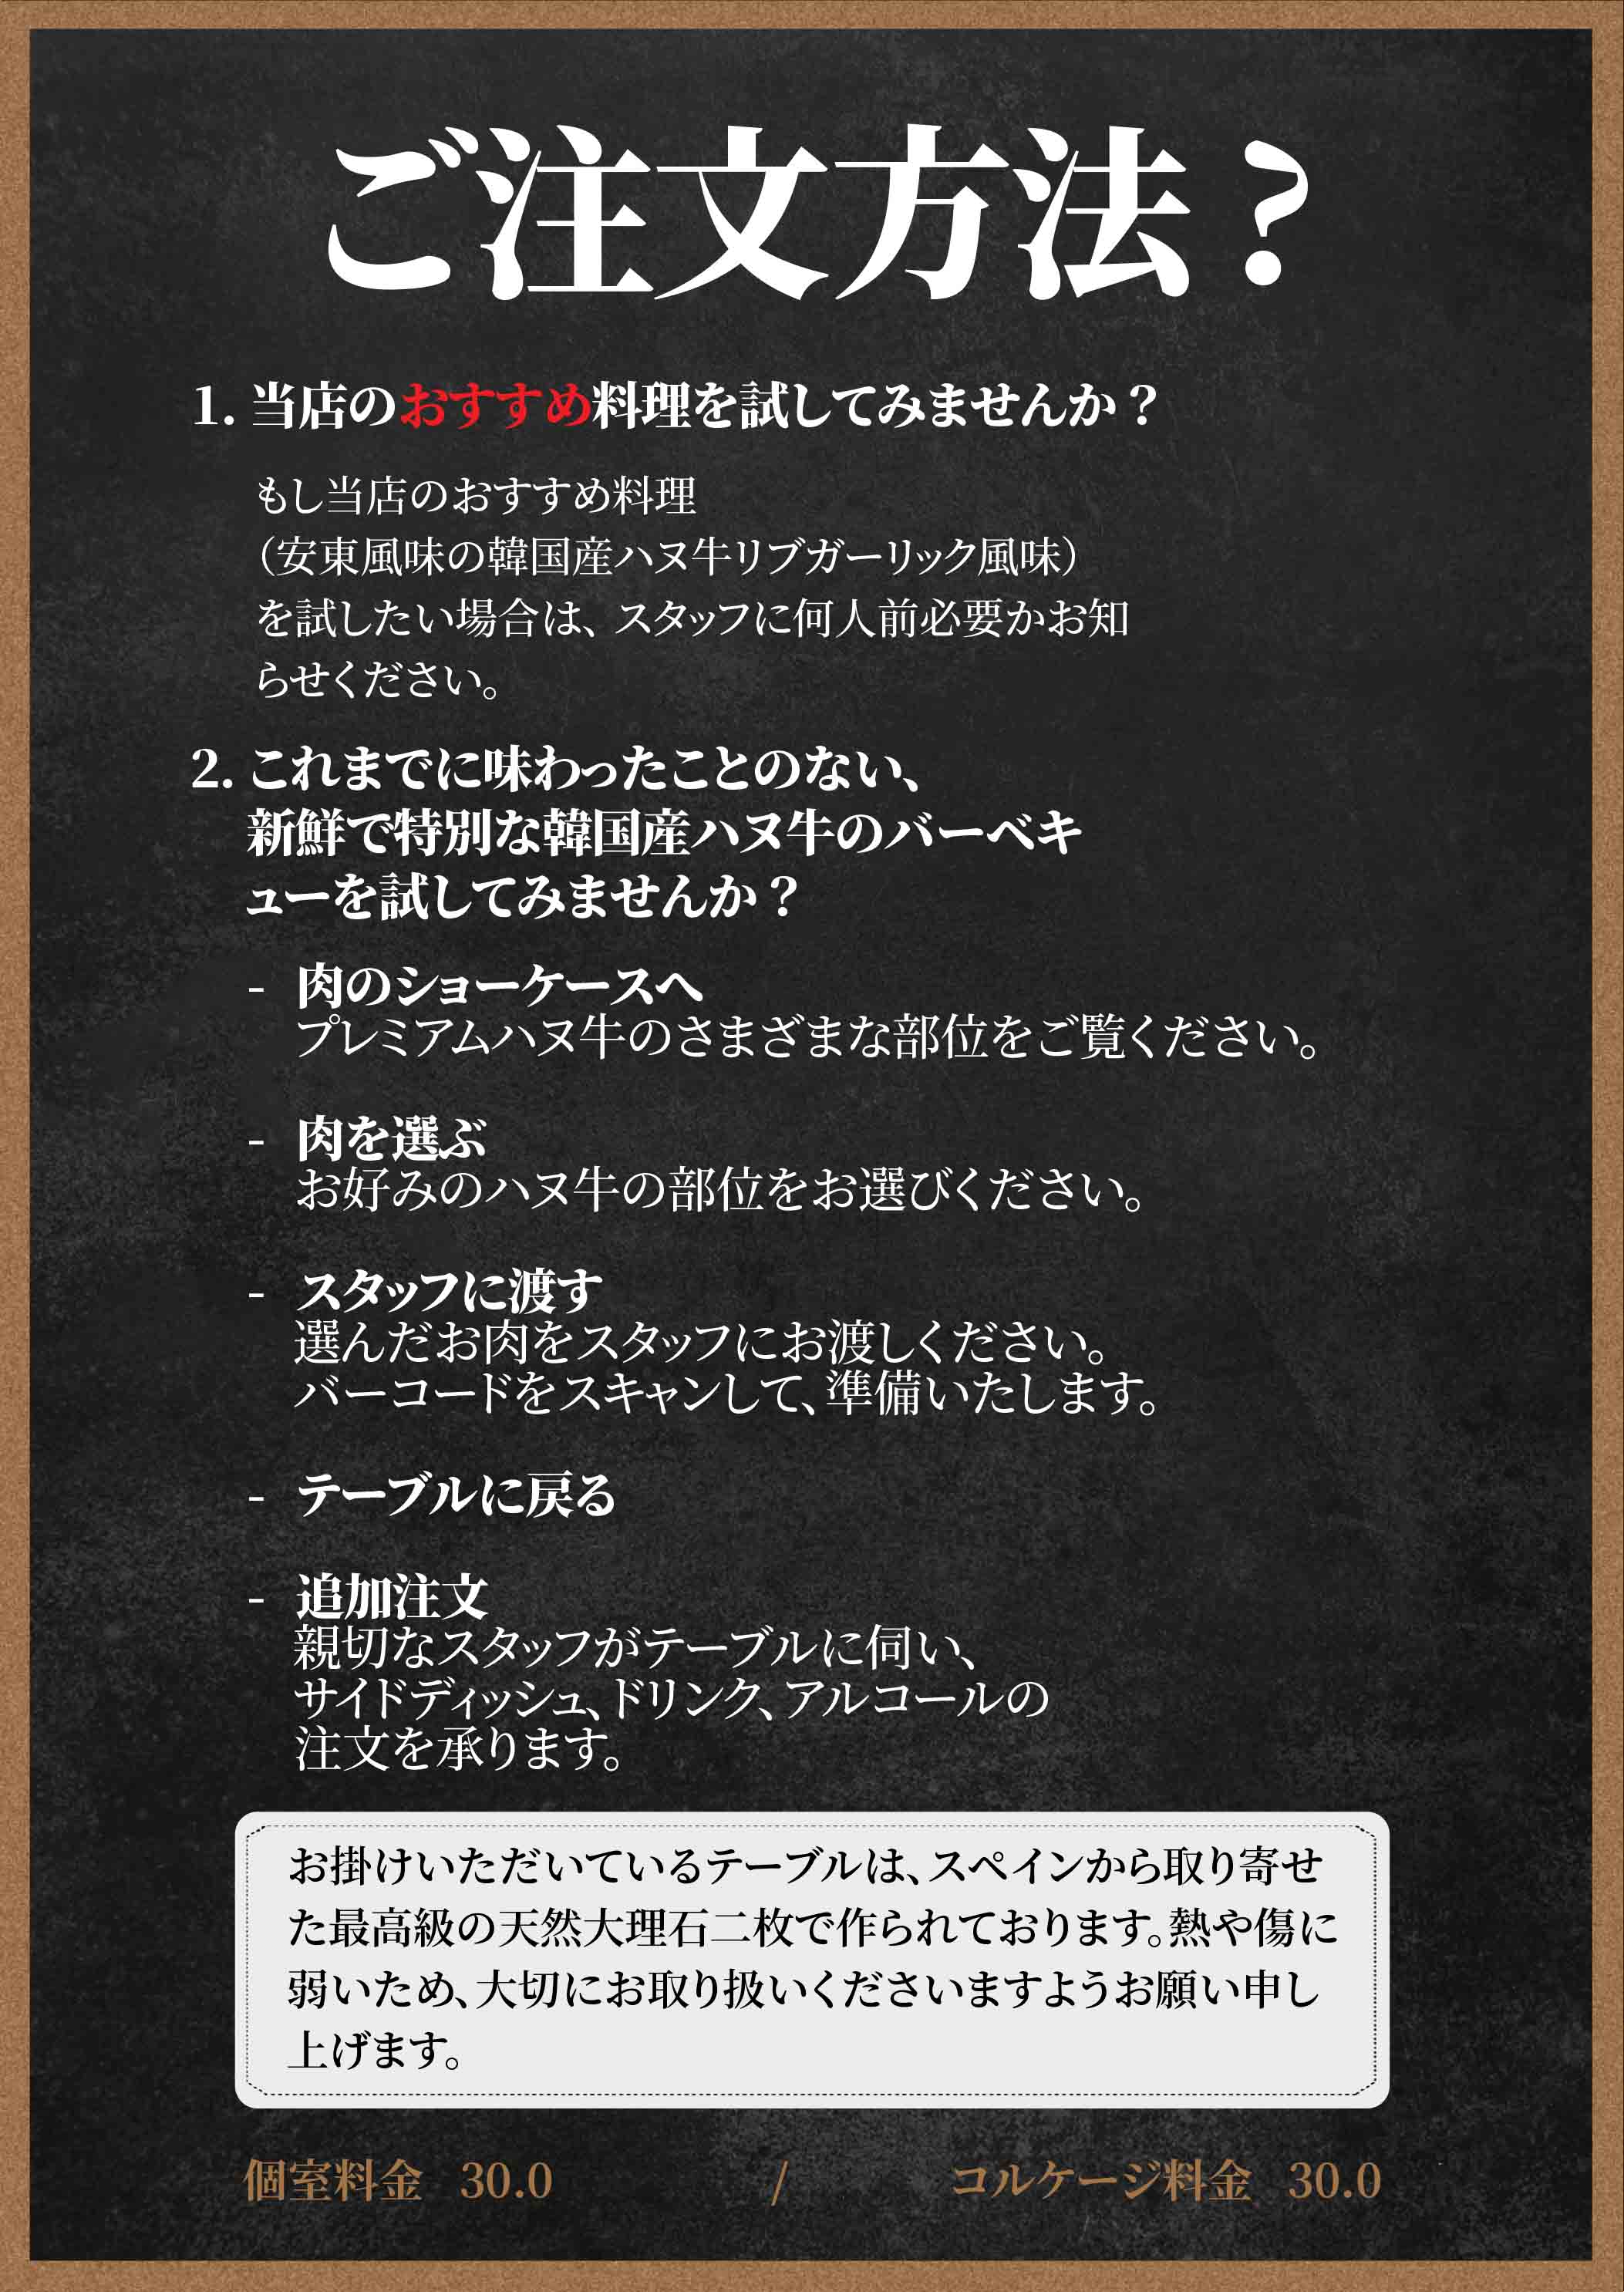 ご注文方法？
1. 当店のおすすめ料理を試してみませんか？
もし当店のおすすめ料理
（安東風味の韓国産ハヌ牛リブガーリック風味）
を試したい場合は、スタッフに何人前必要かお知
らせください。
2. これまでに味わったことのない、
新鮮で特別な韓国産ハヌ牛のバーベキ
ューを試してみませんか？
- 肉のショーケースへ
プレミアムハヌ牛のさまざまな部位をご覧ください。
- 肉を選ぶ
お好みのハヌ牛の部位をお選びください。
- スタッフに渡す
選んだお肉をスタッフにお渡しください。
バーコードをスキャンして、準備いたします。
- テーブルに戻る
- 追加注文
親切なスタッフがテーブルに伺い、
サイドディッシュ、ドリンク、アルコールの
注文を承ります。
お掛けいただいているテーブルは、スペインから取り寄せ
た最高級の天然大理石二枚で作られております。熱や傷に
弱いため、大切にお取り扱いくださいますようお願い申し
上げます。
個室料金 30.0 / コルケージ料金 30.0